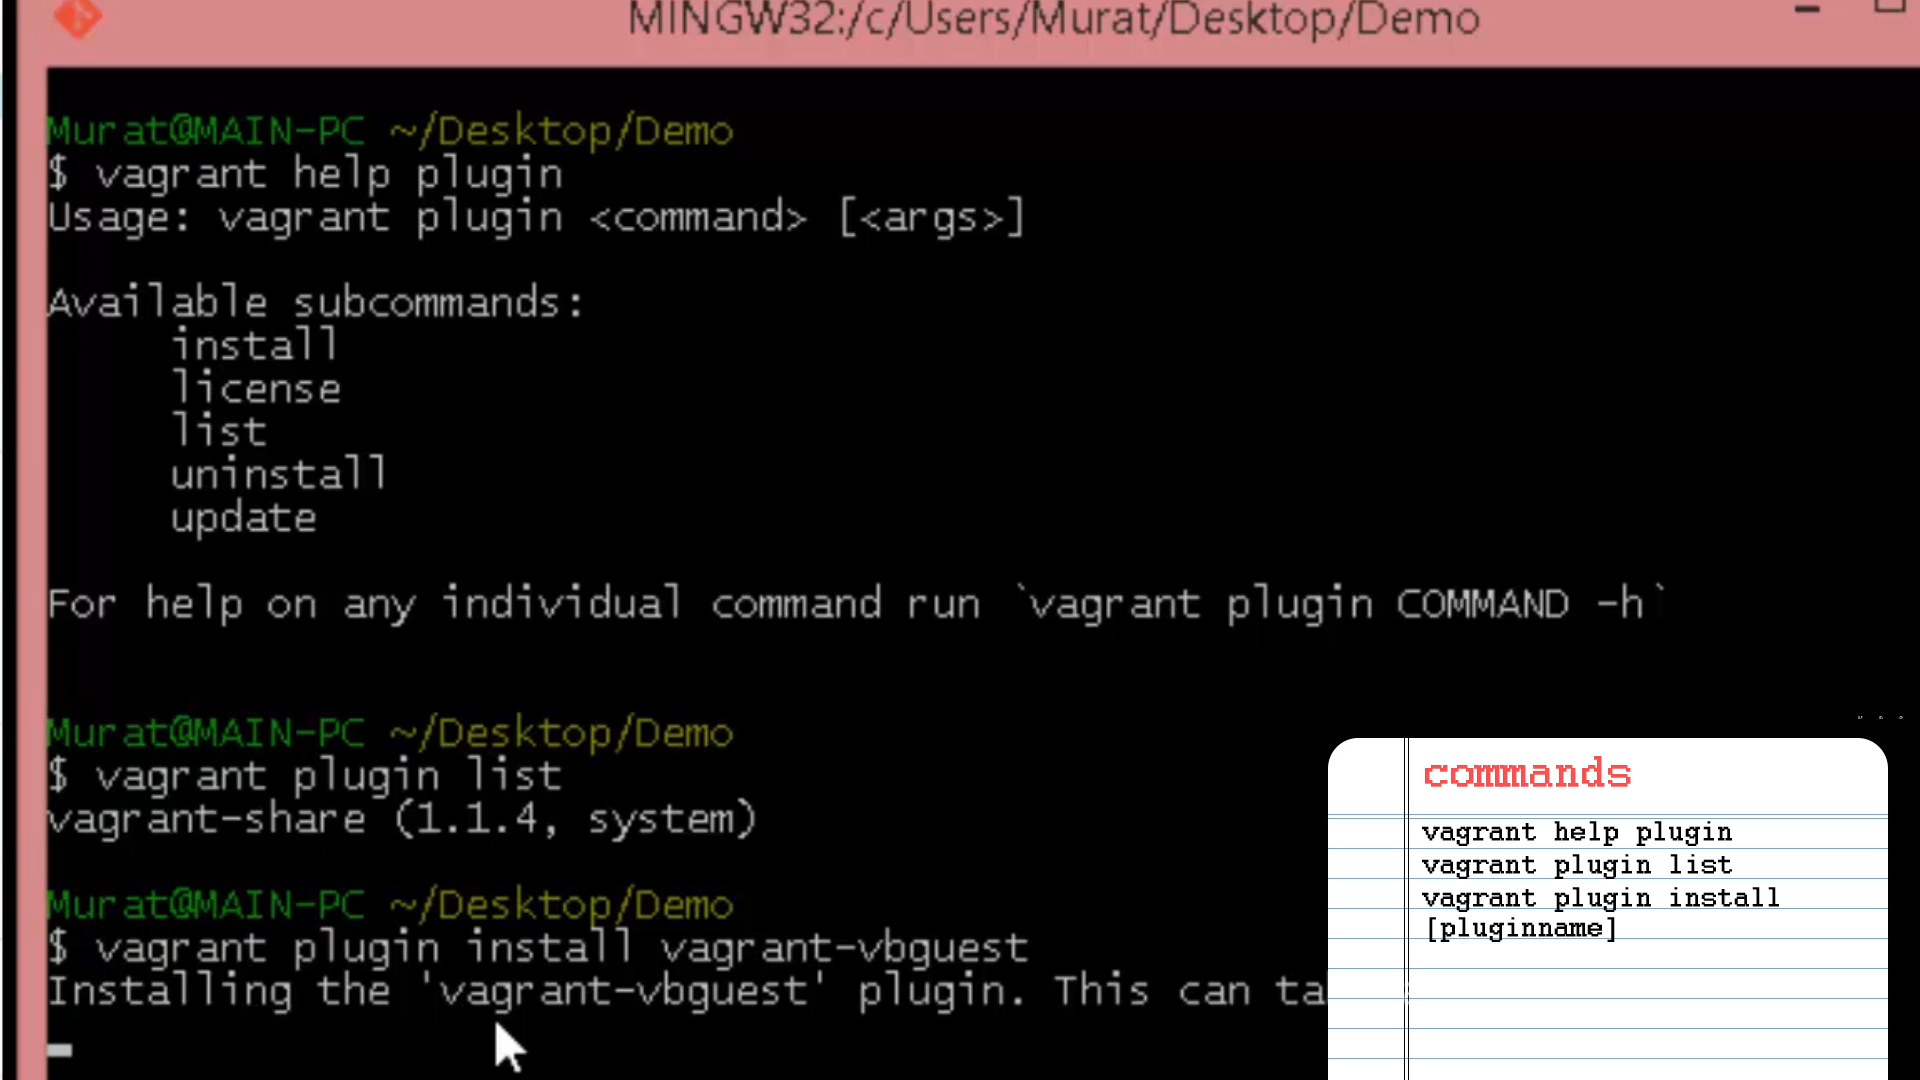 MINGW32:/c/Users/Murat/Desktop/Demo
Murat@MAIN-PC ~/Desktop/Demo
$ vagrant help plugin
Usage: vagrant plugin <command> [<args>]
Available subcommands:
install
license
list
uninstall
update
For help on any individual command run `vagrant plugin COMMAND -h`
Murat@MAIN-PC ~/Desktop/Demo
$ vagrant plugin list
vagrant-share (1.1.4, system)
Murat@MAIN-PC ~/Desktop/Demo
$ vagrant plugin install vagrant-vbguest
Installing the 'vagrant-vbguest' plugin. This can ta
commands
vagrant help plugin
vagrant plugin list
vagrant plugin install
[pluginname]